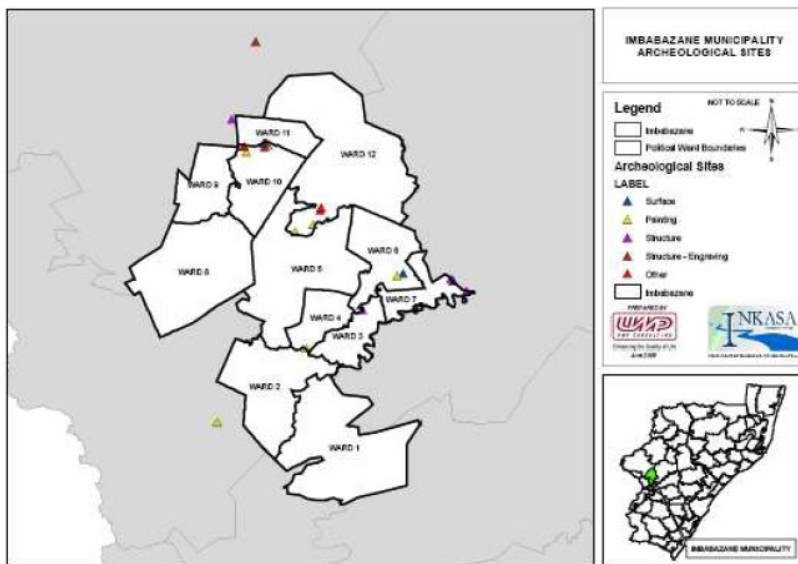 IMBABAZANE MUNICIPALITY
ARCHEOLOGICAL SITES
Legend
NOT TO SCALE
N
Imbabazane
Political Ward Boundaries
Archeological Sites
LABEL
Surface
Painting
Structure
Structure - Engraving
Other
Imbabazane
PREPARED BY
INKASA
IMBABAZANE MUNICIPALITY
WARD 11
WARD 12
WARD 9
WARD 10
WARD 6
WARD 8
WARD 5
WARD 7
WARD 4
WARD 3
WARD 2
WARD 1